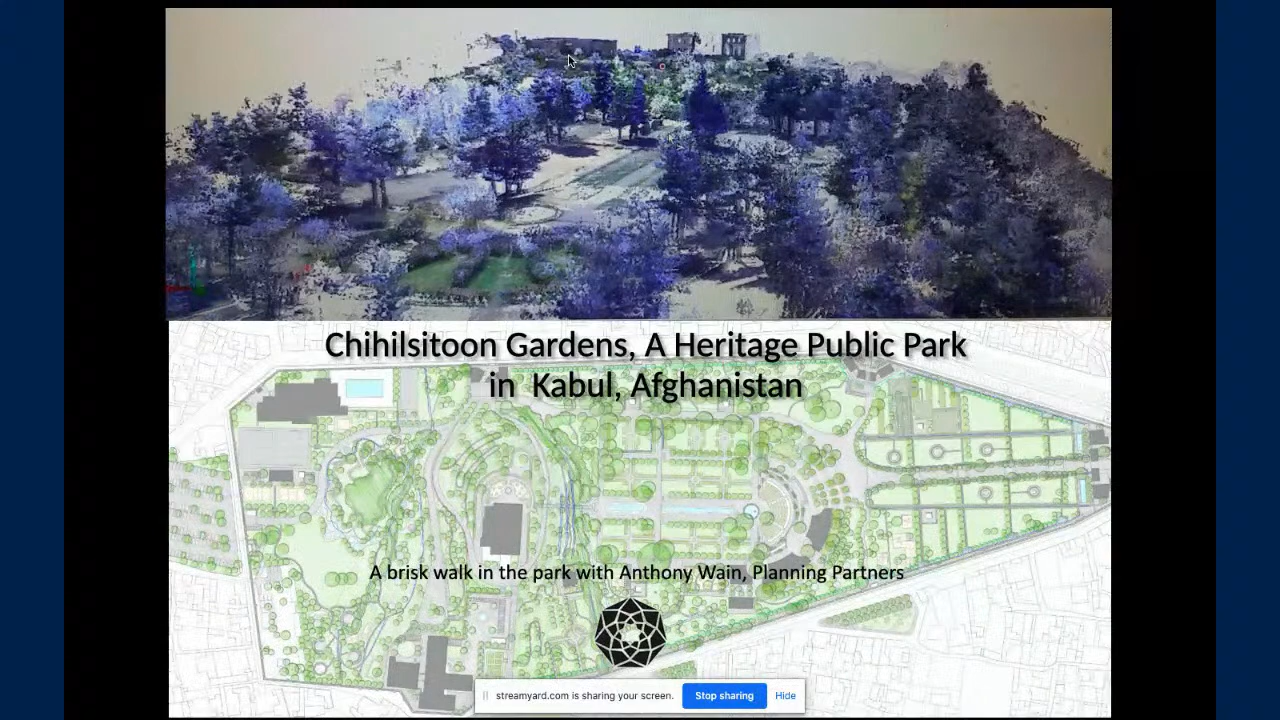 Chihilsitoon Gardens, A Heritage Public Park
in Kabul, Afghanistan
A brisk walk in the park with Anthony Wain, Planning Partners
streamyard.com is sharing your screen.
Stop sharing
Hide